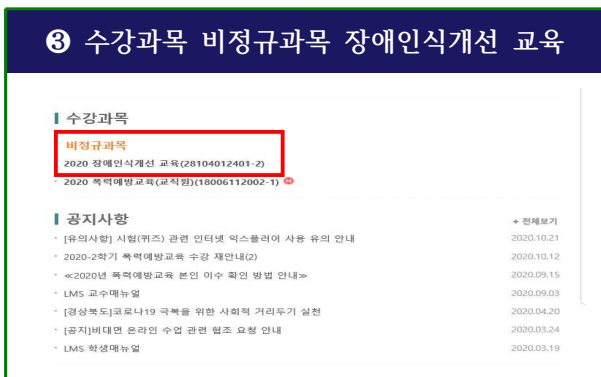 ❸ 수강과목 비정규과목 장애인식개선 교육
수강과목
비정규과목
2020 장애인식개선 교육(28104012401-2)
· 2020 폭력예방교육(교직원)(18006112002-1) N
공지사항 + 전체보기
· [유의사항] 시험(퀴즈) 관련 인터넷 익스플러어 사용 유의 안내 2020.10.21
· 2020-2학기 폭력예방교육 수강 재안내(2) 2020.10.12
· ≪2020년 폭력예방교육 본인 이수 확인 방법 안내≫ 2020.09.15
· LMS 교수매뉴얼 2020.09.03
· [경상북도]코로나19 극복을 위한 사회적 거리두기 실천 2020.04.20
· [공지]비대면 온라인 수업 관련 협조 요청 안내 2020.03.24
· LMS 학생매뉴얼 2020.03.19